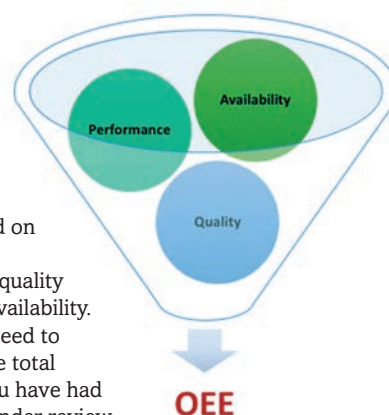 Availability
Performance
Quality
d on
quality
vailability.
eed to
e total
u have had
nder review
OEE